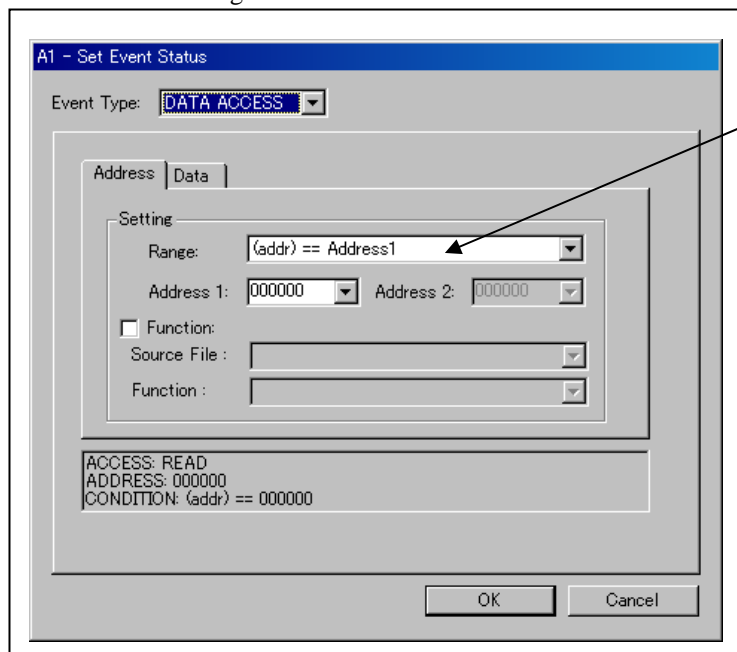 A1 - Set Event Status
Event Type: DATA ACCESS
Address Data
Setting
Range: (addr) == Address1
Address 1: 000000 Address 2: 000000
Function:
Source File :
Function :
ACCESS: READ
ADDRESS: 000000
CONDITION: (addr) == 000000
OK Cancel